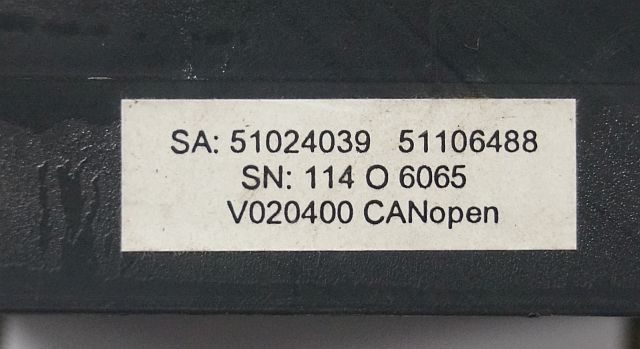 SA: 51024039 51106488
SN: 114 O 6065
V020400 CANopen